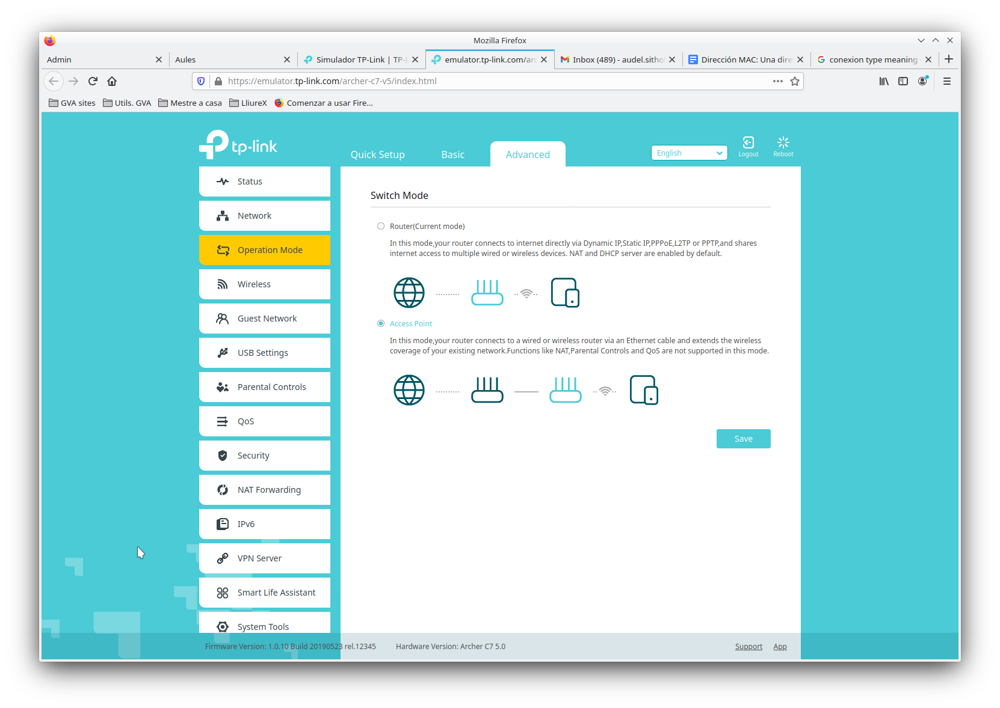 Mozilla Firefox
Admin
Aules
Simulador TP-Link | TP-L
emulator.tp-link.com/arc
Inbox (489) - audel.sitho
Dirección MAC: Una dire
conexion type meaning
https://emulator.tp-link.com/archer-c7-v5/index.html
GVA sites
Utils. GVA
Mestre a casa
LliureX
Comenzar a usar Fire...
tp-link
Quick Setup
Basic
Advanced
English
Logout
Reboot
Status
Network
Operation Mode
Wireless
Guest Network
USB Settings
Parental Controls
QoS
Security
NAT Forwarding
IPv6
VPN Server
Smart Life Assistant
System Tools
Switch Mode
Router(Current mode)
In this mode,your router connects to internet directly via Dynamic IP,Static IP,PPPoE,L2TP or PPTP,and shares
internet access to multiple wired or wireless devices. NAT and DHCP server are enabled by default.
Access Point
In this mode,your router connects to a wired or wireless router via an Ethernet cable and extends the wireless
coverage of your existing network.Functions like NAT,Parental Controls and QoS are not supported in this mode.
Save
Firmware Version: 1.0.10 Build 20190523 rel.12345
Hardware Version: Archer C7 5.0
Support
App